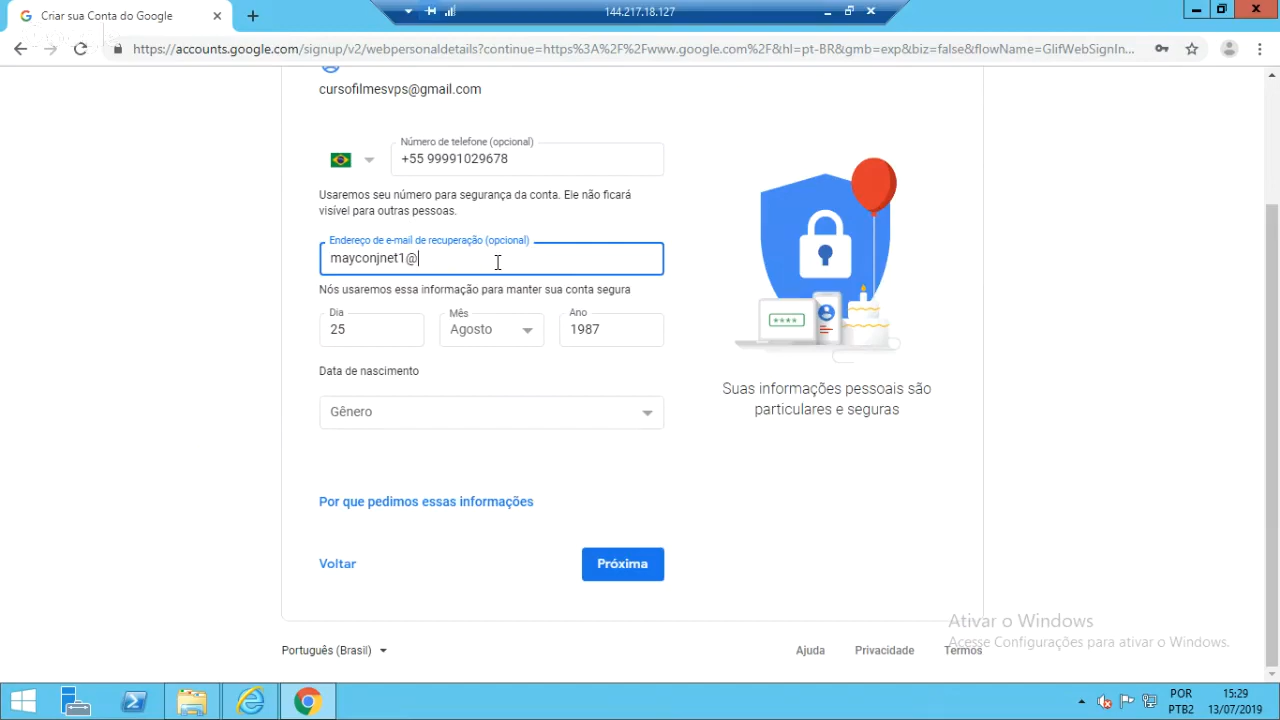 Criar sua Conta do Google
144.217.18.127
https://accounts.google.com/signup/v2/webpersonaldetails?continue=https%3A%2F%2Fwww.google.com%2F&hl=pt-BR&gmb=exp&biz=false&flowName=GlifWebSignIn...
cursofilmesvps@gmail.com
Número de telefone (opcional)
+55 99991029678
Usaremos seu número para segurança da conta. Ele não ficará
visível para outras pessoas.
Endereço de e-mail de recuperação (opcional)
mayconjnet1@
Nós usaremos essa informação para manter sua conta segura
Dia
Mês
Ano
25
Agosto
1987
Data de nascimento
Gênero
****
Suas informações pessoais são
particulares e seguras
Por que pedimos essas informações
Voltar
Próxima
Ativar o Windows
Acesse Configurações para ativar o Windows.
Português (Brasil)
Ajuda
Privacidade
Termos
POR
PTB2
15:29
13/07/2019